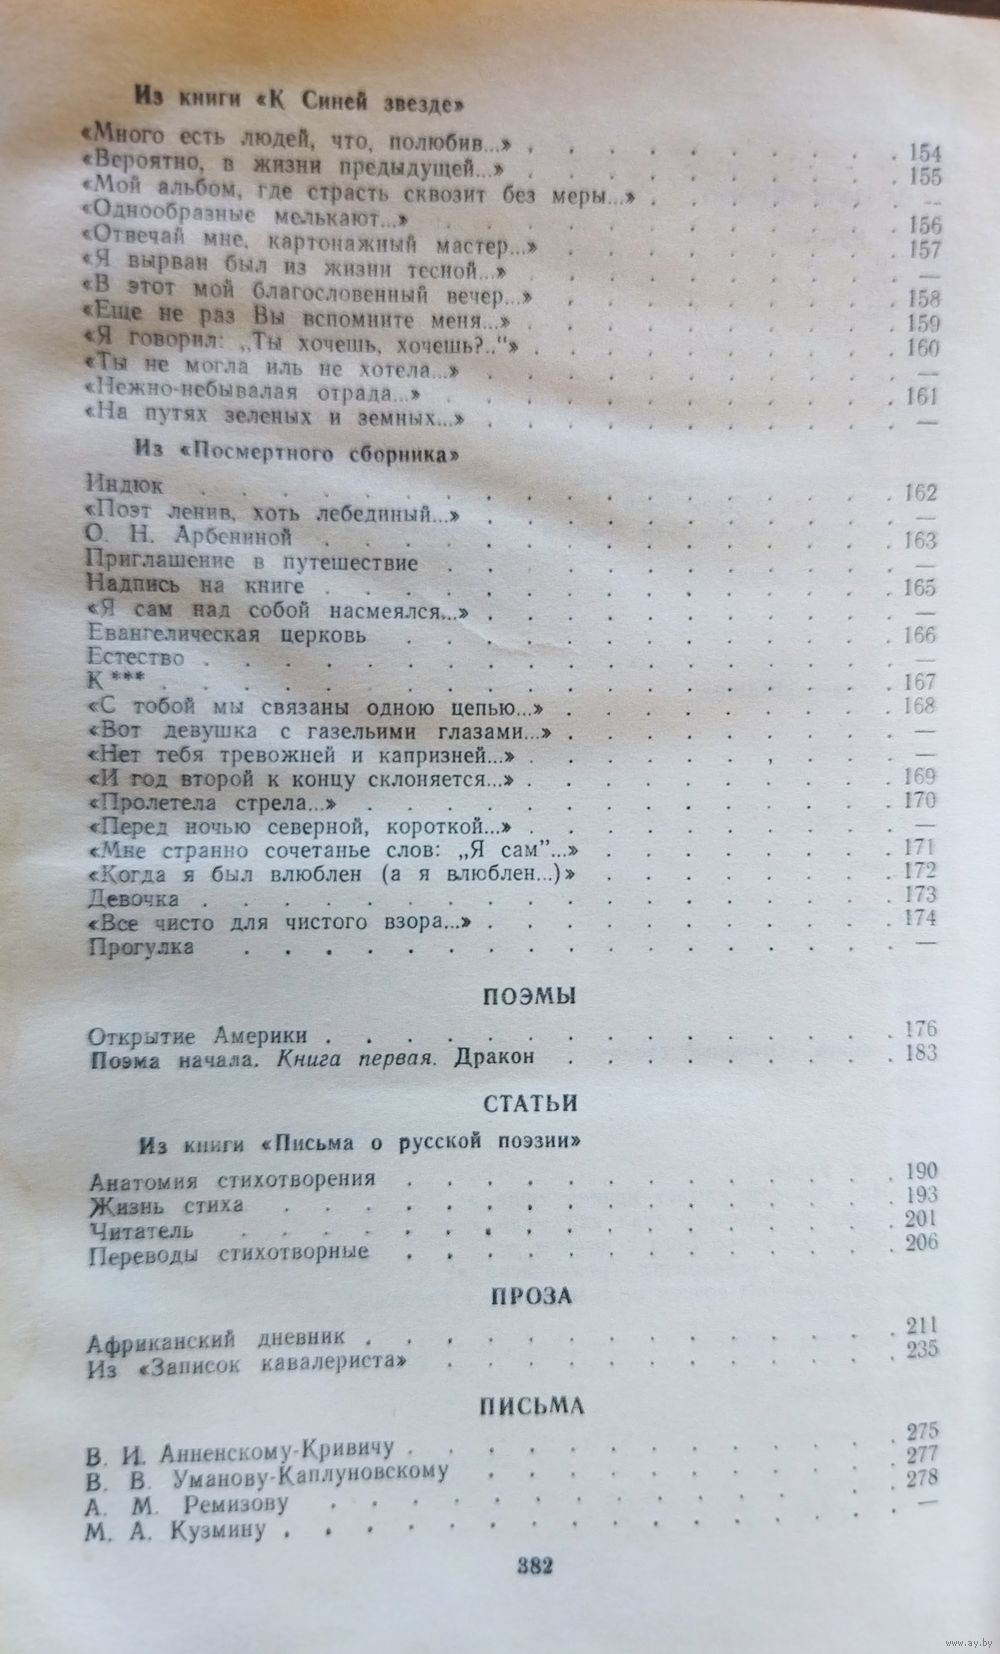 Из книги «К Синей звезде»
«Много есть людей, что, полюбив...» . . . . . . . . . . 154
«Вероятно, в жизни предыдущей...» . . . . . . . . . . 155
«Мой альбом, где страсть сквозит без меры...» . . . . . . . —
«Однообразные мелькают...» . . . . . . . . . . . . 156
«Отвечай мне, картонажный мастер...» . . . . . . . . . 157
«Я вырван был из жизни тесной...» . . . . . . . . . . —
«В этот мой благословенный вечер...» . . . . . . . . . 158
«Еще не раз Вы вспомните меня...» . . . . . . . . . . 159
«Я говорил: „Ты хочешь, хочешь?..“» . . . . . . . . . . 160
«Ты не могла иль не хотела...» . . . . . . . . . . . —
«Нежно-небывалая отрада...» . . . . . . . . . . . . 161
«На путях зеленых и земных...» . . . . . . . . . . . —
Из «Посмертного сборника»
Индюк . . . . . . . . . . . . . . . . . . 162
«Поэт ленив, хоть лебединый...» . . . . . . . . . . . —
О. Н. Арбениной . . . . . . . . . . . . . . . 163
Приглашение в путешествие . . . . . . . . . . . . —
Надпись на книге . . . . . . . . . . . . . . . 165
«Я сам над собой насмеялся...» . . . . . . . . . . . —
Евангелическая церковь . . . . . . . . . . . . . 166
Естество . . . . . . . . . . . . . . . . . . —
К *** . . . . . . . . . . . . . . . . . . . 167
«С тобой мы связаны одною цепью...» . . . . . . . . . 168
«Вот девушка с газельими глазами...» . . . . . . . . . —
«Нет тебя тревожней и капризней...» . . . . . . . . . . —
«И год второй к концу склоняется...» . . . . . . . . . . 169
«Пролетела стрела...» . . . . . . . . . . . . . . 170
«Перед ночью северной, короткой...» . . . . . . . . . . —
«Мне странно сочетанье слов: „Я сам”...» . . . . . . . . 171
«Когда я был влюблен (а я влюблен...)» . . . . . . . . 172
Девочка . . . . . . . . . . . . . . . . . . 173
«Все чисто для чистого взора...» . . . . . . . . . . . 174
Прогулка . . . . . . . . . . . . . . . . . —
ПОЭМЫ
Открытие Америки . . . . . . . . . . . . . . . 176
Поэма начала. Книга первая. Дракон . . . . . . . . . 183
СТАТЬИ
Из книги «Письма о русской поэзии»
Анатомия стихотворения . . . . . . . . . . . . . 190
Жизнь стиха . . . . . . . . . . . . . . . . 193
Читатель . . . . . . . . . . . . . . . . . 201
Переводы стихотворные . . . . . . . . . . . . . 206
ПРОЗА
Африканский дневник . . . . . . . . . . . . . . 211
Из «Записок кавалериста» . . . . . . . . . . . . 235
ПИСЬМА
В. И. Анненскому-Кривичу . . . . . . . . . . . . . 275
В. В. Уманову-Каплуновскому . . . . . . . . . . . 277
А. М. Ремизову . . . . . . . . . . . . . . . 278
М. А. Кузмину . . . . . . . . . . . . . . . . —
382
www.ay.by